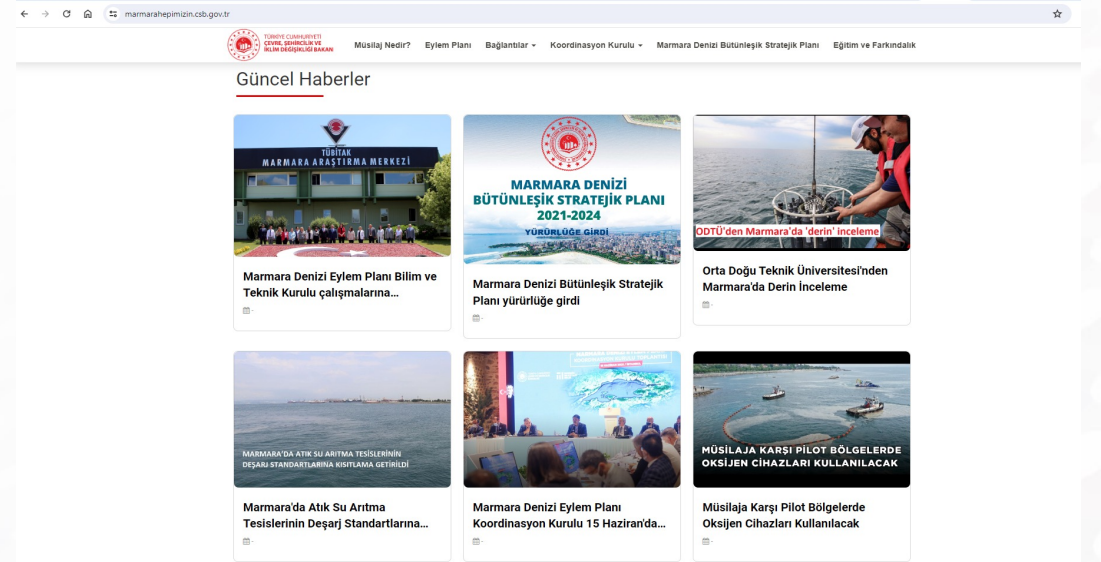 marmarahepimizin.csb.gov.tr
TÜRKİYE CUMHURİYETİ
ÇEVRE, ŞEHİRCİLİK VE
İKLİM DEĞİŞİKLİĞİ BAKAN
Müsilaj Nedir? Eylem Planı Bağlantılar Koordinasyon Kurulu Marmara Denizi Bütünleşik Stratejik Planı Eğitim ve Farkındalık
Güncel Haberler
TÜBİTAK
MARMARA ARAŞTIRMA MERKEZİ
Marmara Denizi Eylem Planı Bilim ve
Teknik Kurulu çalışmalarına...
-
MARMARA DENİZİ
BÜTÜNLEŞİK STRATEJİK PLANI
2021-2024
YÜRÜRLÜĞE GİRDİ
Marmara Denizi Bütünleşik Stratejik
Planı yürürlüğe girdi
-
ODTÜ'den Marmara'da 'derin' inceleme
Orta Doğu Teknik Üniversitesi'nden
Marmara'da Derin İnceleme
-
MARMARA'DA ATIK SU ARITMA TESİSLERİNİN
DEŞARJ STANDARTLARINA KISITLAMA GETİRİLDİ
Marmara'da Atık Su Arıtma
Tesislerinin Deşarj Standartlarına...
-
Marmara Denizi Eylem Planı
Koordinasyon Kurulu 15 Haziran'da...
-
MÜSİLAJA KARŞI PİLOT BÖLGELERDE
OKSİJEN CİHAZLARI KULLANILACAK
Müsilaja Karşı Pilot Bölgelerde
Oksijen Cihazları Kullanılacak
-